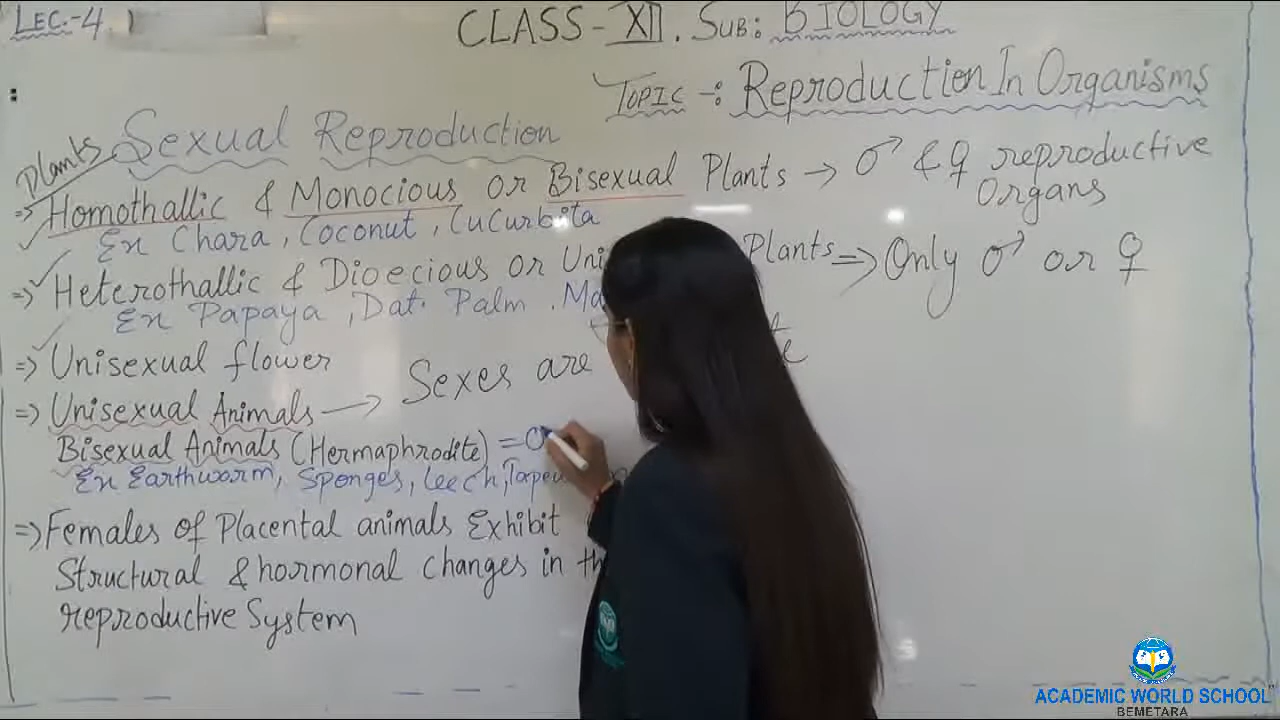 LEC.-4
CLASS-XII. SUB: BIOLOGY
TOPIC -: REPRODUCTION IN ORGANISMS
Plants
SEXUAL REPRODUCTION
=> Homothallic & Monocious or Bisexual Plants → ♂ & ♀ reproductive
Organs
Ex Chara, Coconut, Cucurbita
=> Heterothallic & Dioecious or Uni Plants => Only ♂ or ♀
Ex Papaya, Dat. Palm.
=> Unisexual flower
Sexes are
=> Unisexual Animals →
Bisexual Animals (Hermaphrodite) =
Ex Earthworm, Sponges, Leech,
=> Females of Placental animals Exhibit
Structural & hormonal changes in
reproductive System
ACADEMIC WORLD SCHOOL
BEMETARA